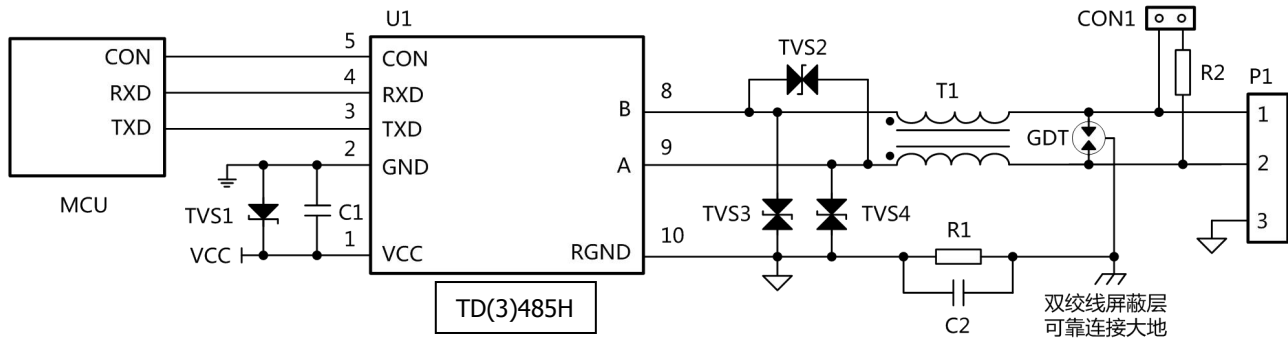 U1
CON1
TVS2
CON
5
CON
R2
P1
RXD
4
RXD
8
T1
TXD
3
TXD
B
1
GDT
2
GND
A
9
2
MCU
TVS1
C1
TVS3
TVS4
R1
3
VCC
1
VCC
RGND
10
TD(3)485H
C2
双绞线屏蔽层
可靠连接大地